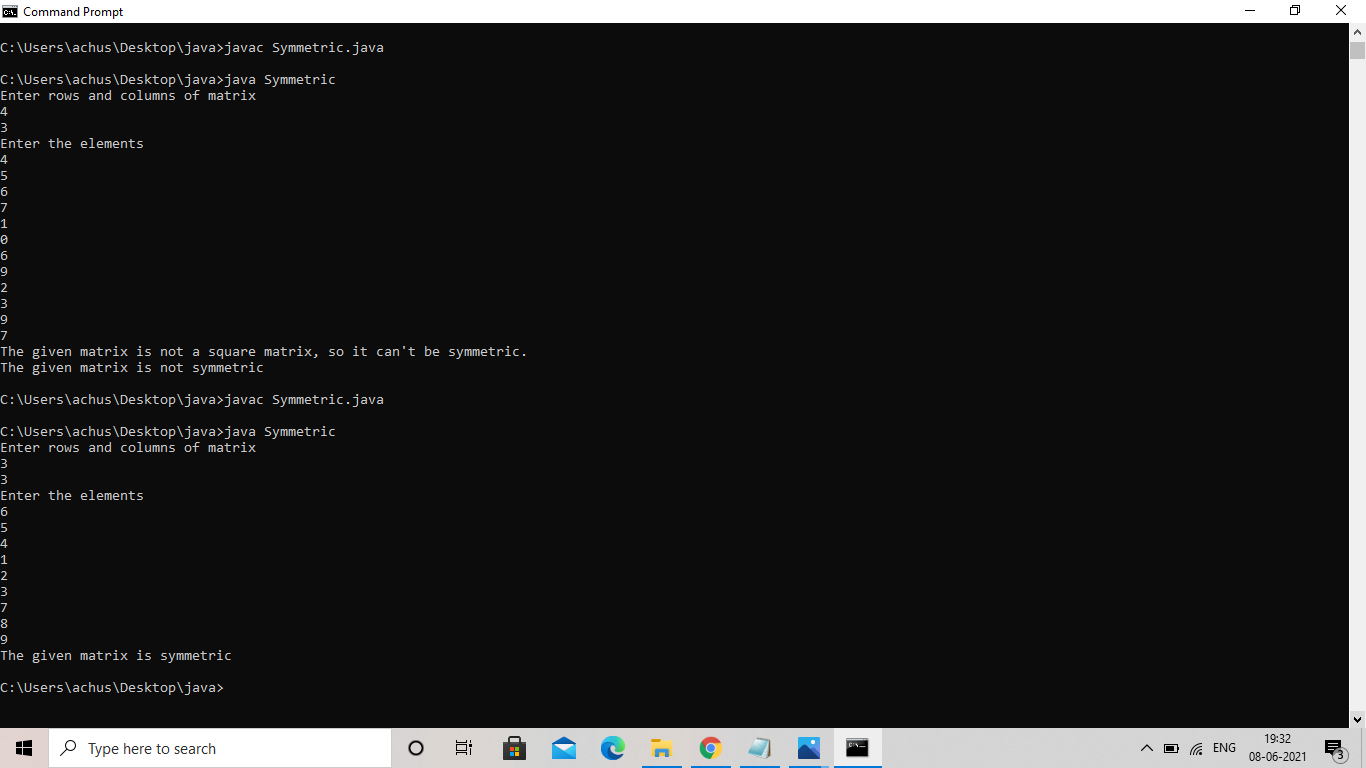 Command Prompt
C:\Users\achus\Desktop\java>javac Symmetric.java
C:\Users\achus\Desktop\java>java Symmetric
Enter rows and columns of matrix
4
3
Enter the elements
4
5
6
7
1
0
6
9
2
3
9
7
The given matrix is not a square matrix, so it can't be symmetric.
The given matrix is not symmetric
C:\Users\achus\Desktop\java>javac Symmetric.java
C:\Users\achus\Desktop\java>java Symmetric
Enter rows and columns of matrix
3
3
Enter the elements
6
5
4
1
2
3
7
8
9
The given matrix is symmetric
C:\Users\achus\Desktop\java>
Type here to search
ENG
19:32
08-06-2021
3